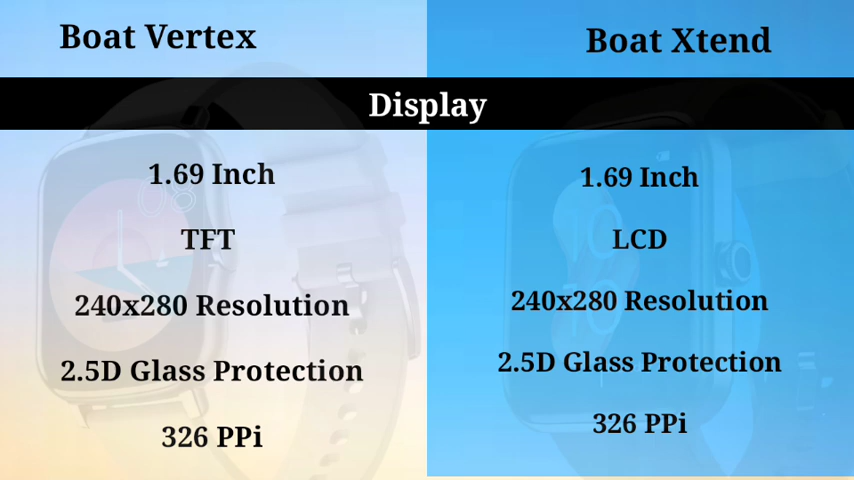 Boat Vertex
Boat Xtend
Display
1.69 Inch
TFT
240x280 Resolution
2.5D Glass Protection
326 PPi
1.69 Inch
LCD
240x280 Resolution
2.5D Glass Protection
326 PPi